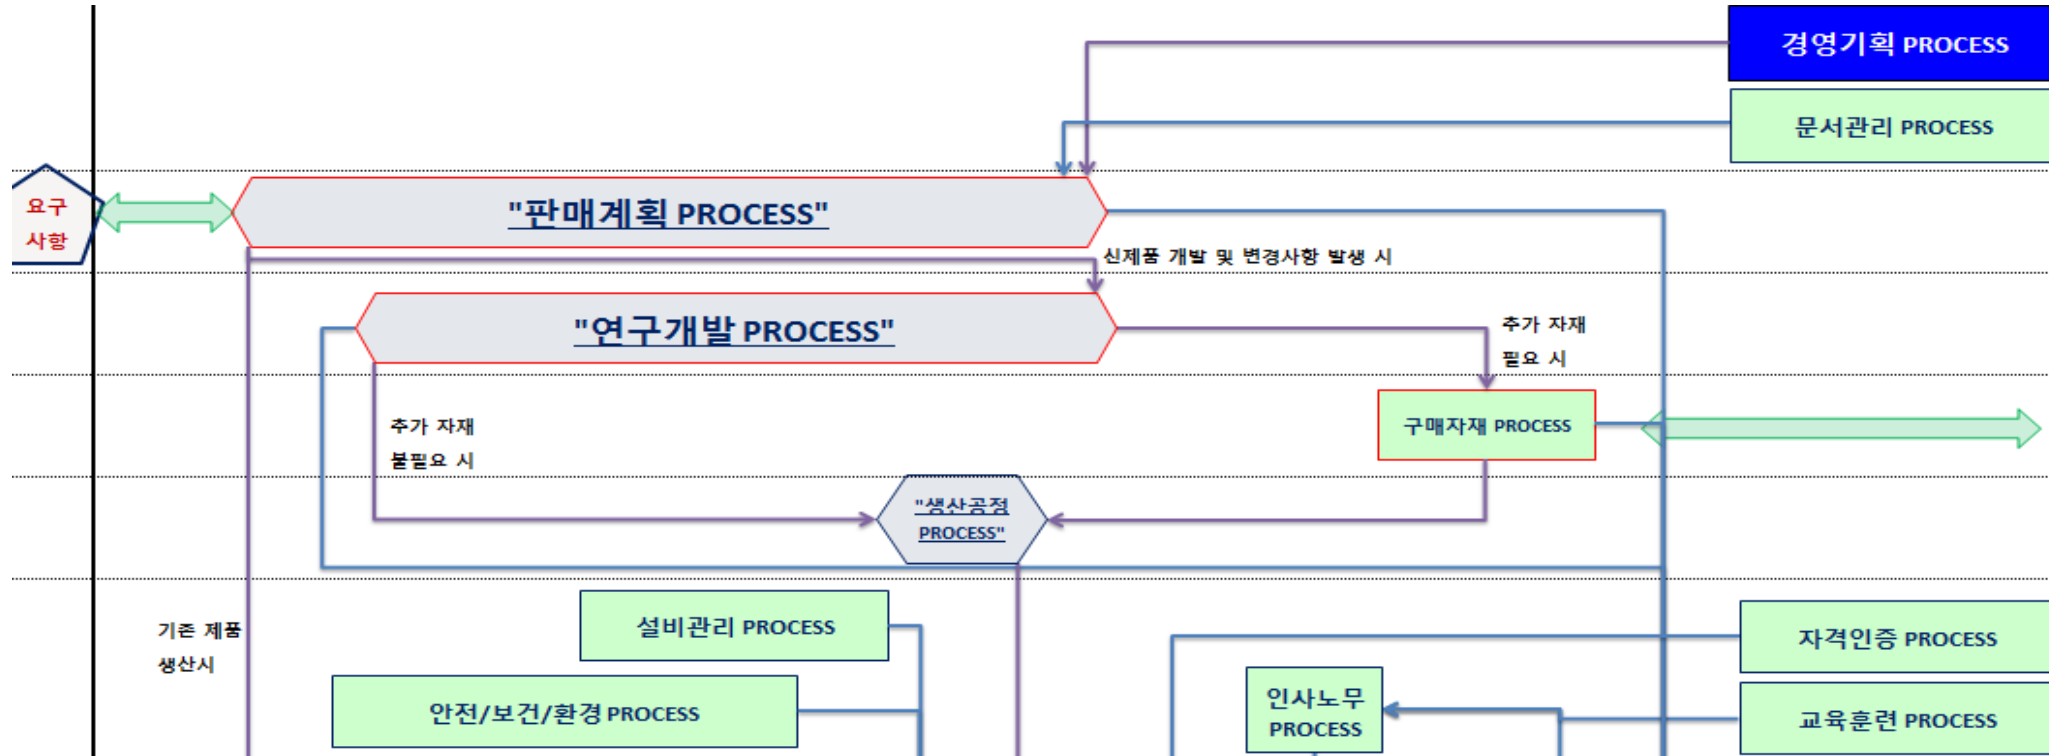 경영기획 PROCESS
문서관리 PROCESS
요구
사항
"판매계획 PROCESS"
신제품 개발 및 변경사항 발생 시
"연구개발 PROCESS"
추가 자재
필요 시
추가 자재
불필요 시
구매자재 PROCESS
"생산공정
PROCESS"
기존 제품
생산시
설비관리 PROCESS
자격인증 PROCESS
안전/보건/환경 PROCESS
인사노무
PROCESS
교육훈련 PROCESS